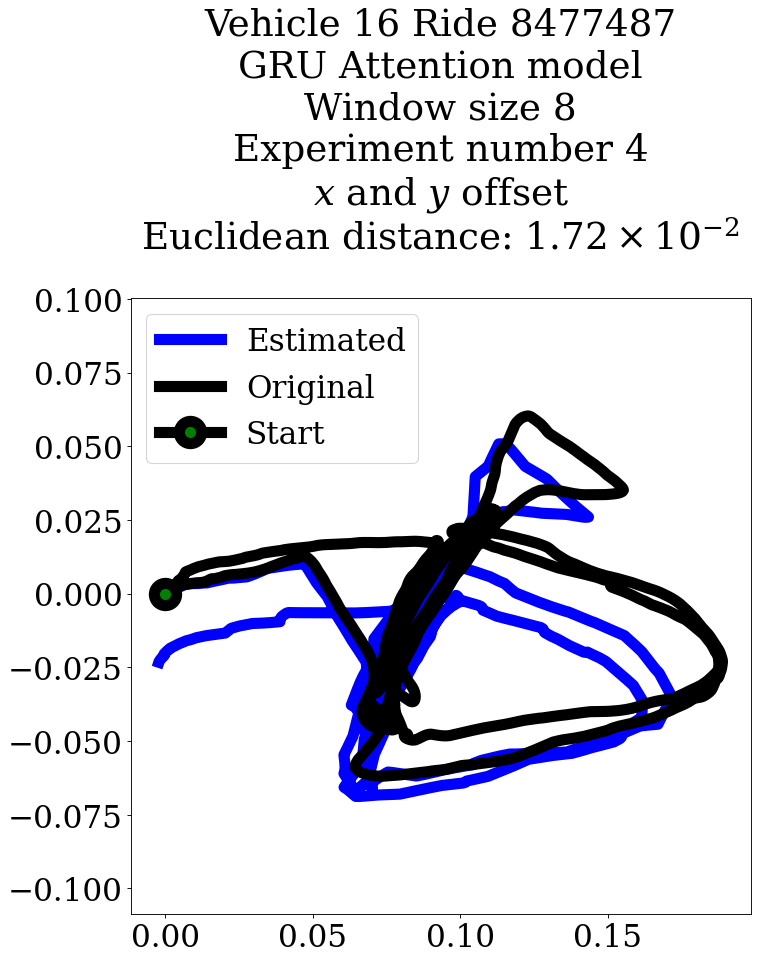 Vehicle 16 Ride 8477487
GRU Attention model
Window size 8
Experiment number 4
x and y offset
Euclidean distance: 1.72 × 10⁻²
0.100
Estimated
0.075
Original
0.050
Start
0.025
0.000
−0.025
−0.050
−0.075
−0.100
0.00 0.05 0.10 0.15